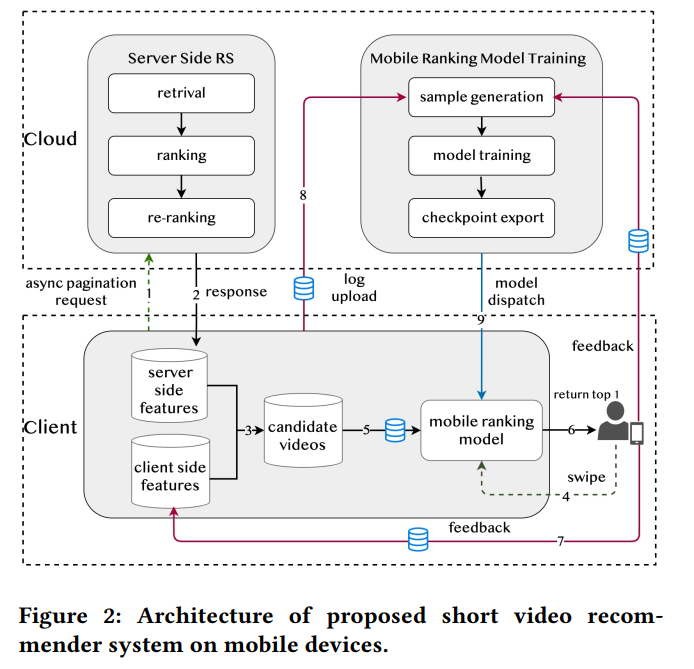 Server Side RS
retrival
ranking
re-ranking
Mobile Ranking Model Training
sample generation
model training
checkpoint export
Cloud
8
async pagination
request
1
2 response
log
upload
model
dispatch
9
feedback
Client
server
side
features
client side
features
3
candidate
videos
5
mobile ranking
model
return top 1
6
swipe
4
feedback
7
Figure 2: Architecture of proposed short video recom-
mender system on mobile devices.